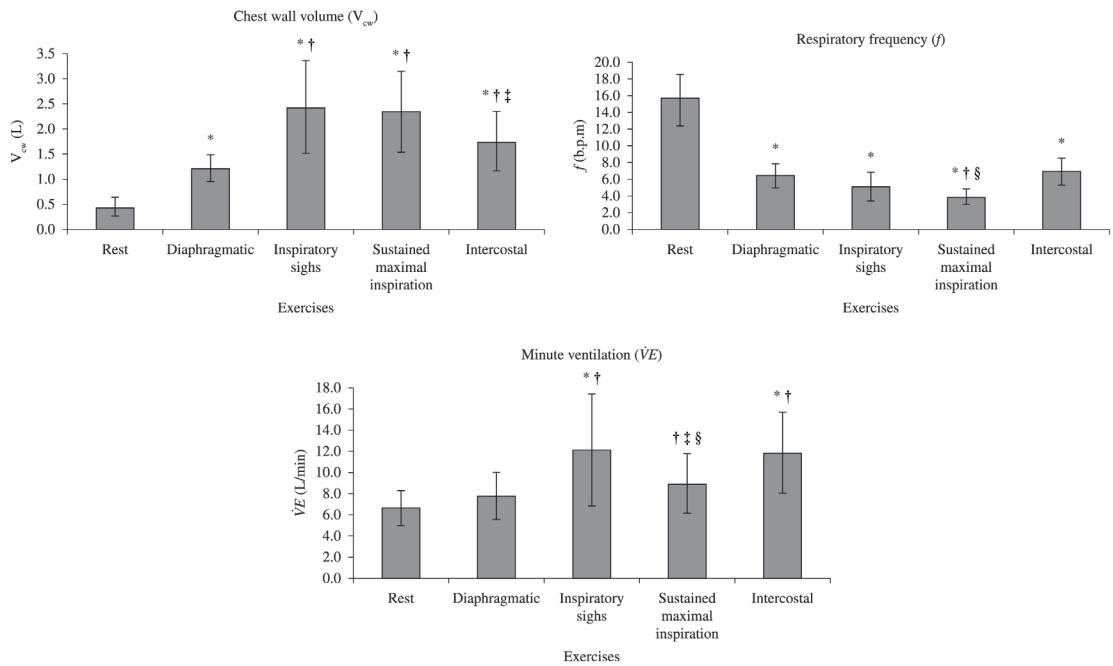 Chest wall volume (Vcw)
3.5
3.0
2.5
2.0
1.5
1.0
0.5
0.0
Vcw (L)
*
* †
* †
* † ‡
Rest
Diaphragmatic
Inspiratory
sighs
Sustained
maximal
inspiration
Intercostal
Exercises
Respiratory frequency (f)
20.0
18.0
16.0
14.0
12.0
10.0
8.0
6.0
4.0
2.0
0.0
f (b.p.m)
*
*
* † §
*
Rest
Diaphragmatic
Inspiratory
sighs
Sustained
maximal
inspiration
Intercostal
Exercises
Minute ventilation (V̇E)
18.0
16.0
14.0
12.0
10.0
8.0
6.0
4.0
2.0
0.0
V̇E (L/min)
* †
† ‡ §
* †
Rest
Diaphragmatic
Inspiratory
sighs
Sustained
maximal
inspiration
Intercostal
Exercises